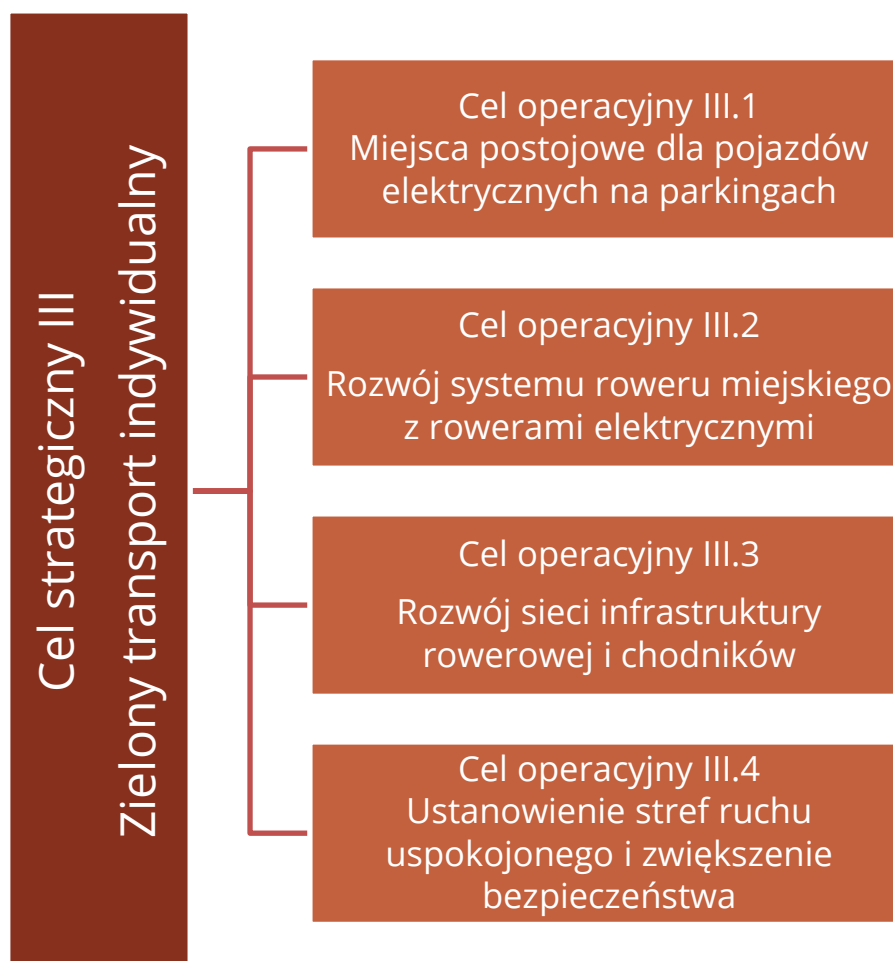 Cel strategiczny III
Zielony transport indywidualny
Cel operacyjny III.1
Miejsca postojowe dla pojazdów
elektrycznych na parkingach
Cel operacyjny III.2
Rozwój systemu roweru miejskiego
z rowerami elektrycznymi
Cel operacyjny III.3
Rozwój sieci infrastruktury
rowerowej i chodników
Cel operacyjny III.4
Ustanowienie stref ruchu
uspokojonego i zwiększenie
bezpieczeństwa